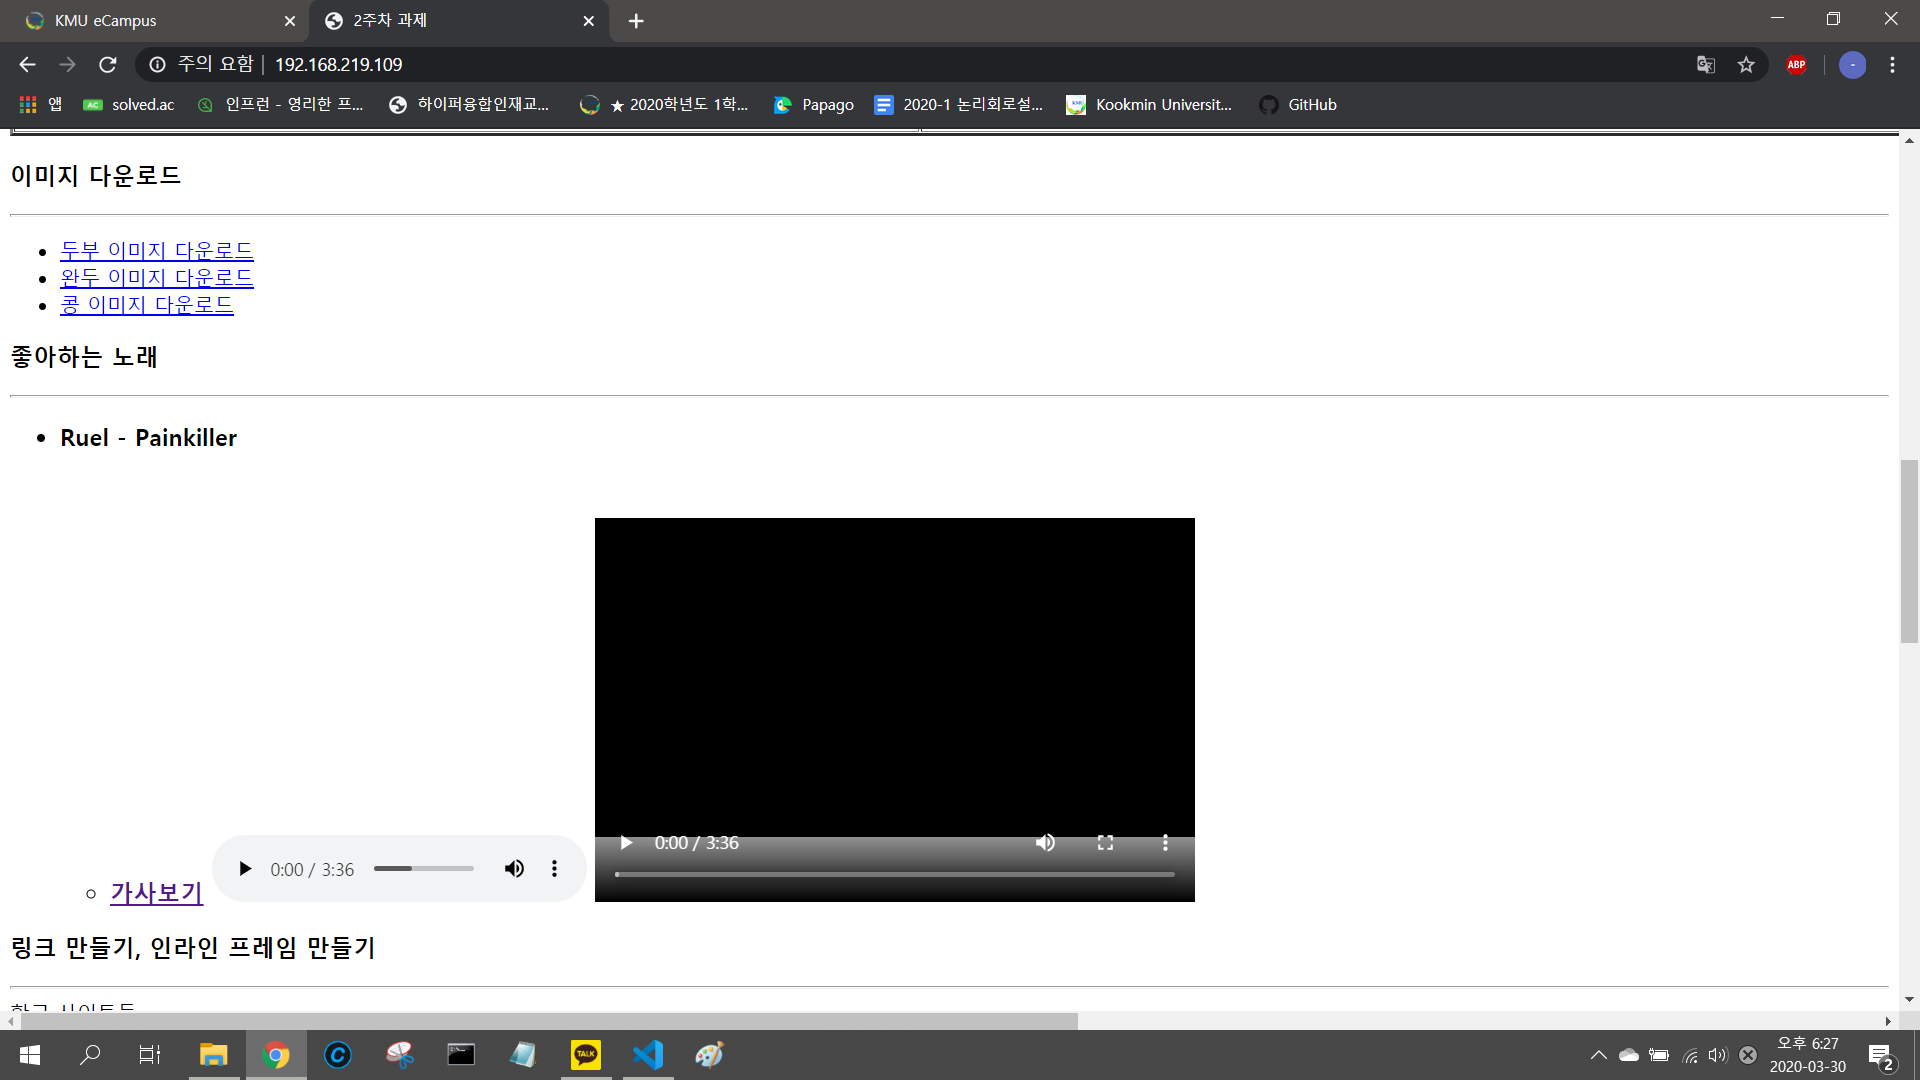 KMU eCampus
2주차 과제
주의 요함 | 192.168.219.109
ABP
-
앱
AC solved.ac
인프런 - 영리한 프...
하이퍼융합인재교...
★ 2020학년도 1학...
Papago
2020-1 논리회로설...
Kookmin Universit...
GitHub
이미지 다운로드
두부 이미지 다운로드
완두 이미지 다운로드
콩 이미지 다운로드
좋아하는 노래
Ruel - Painkiller
0:00 / 3:36
0:00 / 3:36
가사보기
링크 만들기, 인라인 프레임 만들기
TALK
오후 6:27
2020-03-30
2